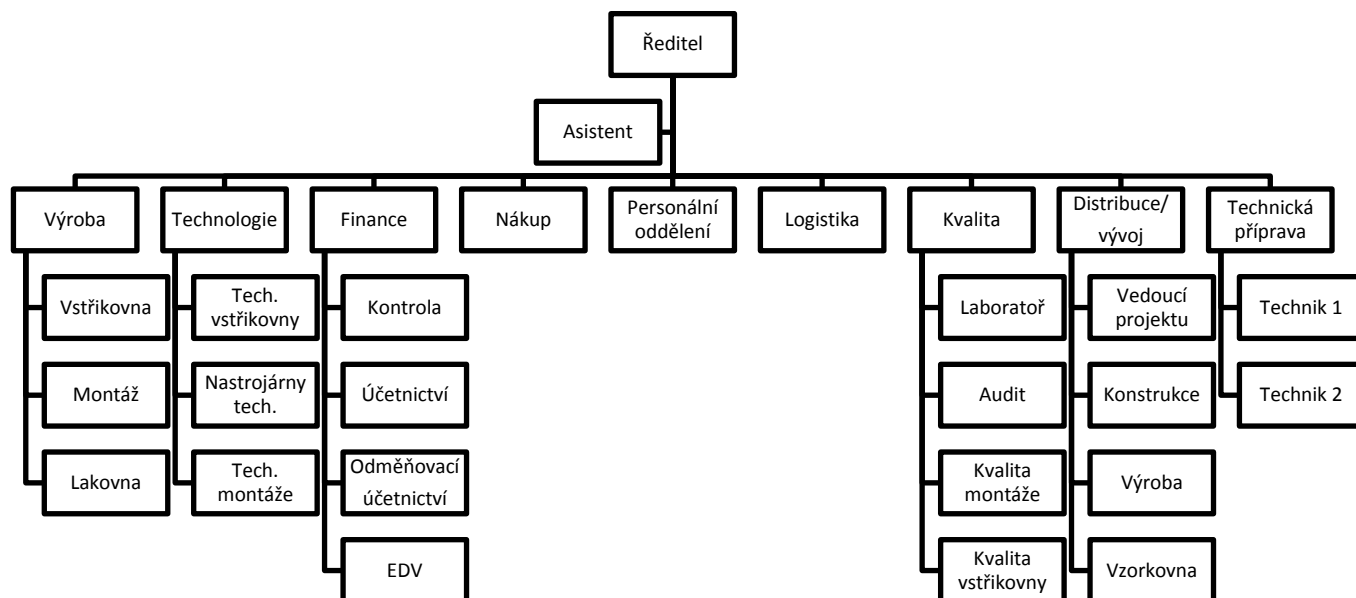 Ředitel
Asistent
Výroba
Technologie
Finance
Nákup
Personální
oddělení
Logistika
Kvalita
Distribuce/
vývoj
Technická
příprava
Vstřikovna
Tech.
vstřikovny
Kontrola
Laboratoř
Vedoucí
projektu
Technik 1
Montáž
Nastrojárny
tech.
Účetnictví
Audit
Konstrukce
Technik 2
Lakovna
Tech.
montáže
Odměňovací
účetnictví
Kvalita
montáže
Výroba
EDV
Kvalita
vstřikovny
Vzorkovna